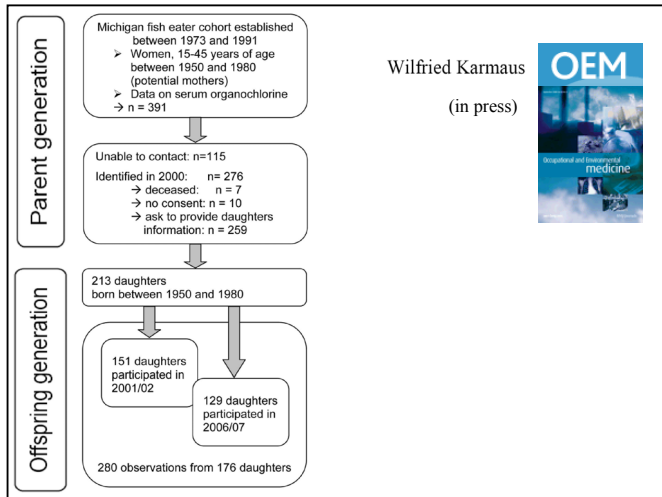 Parent generation
Michigan fish eater cohort established
between 1973 and 1991
➢ Women, 15-45 years of age
between 1950 and 1980
(potential mothers)
➢ Data on serum organochlorine
→ n = 391
Unable to contact: n=115
Identified in 2000: n= 276
→ deceased: n = 7
→ no consent: n = 10
→ ask to provide daughters
information: n = 259
Offspring generation
213 daughters
born between 1950 and 1980
151 daughters
participated in
2001/02
129 daughters
participated in
2006/07
280 observations from 176 daughters
Wilfried Karmaus
(in press)
OEM
Occupational and Environmental
medicine